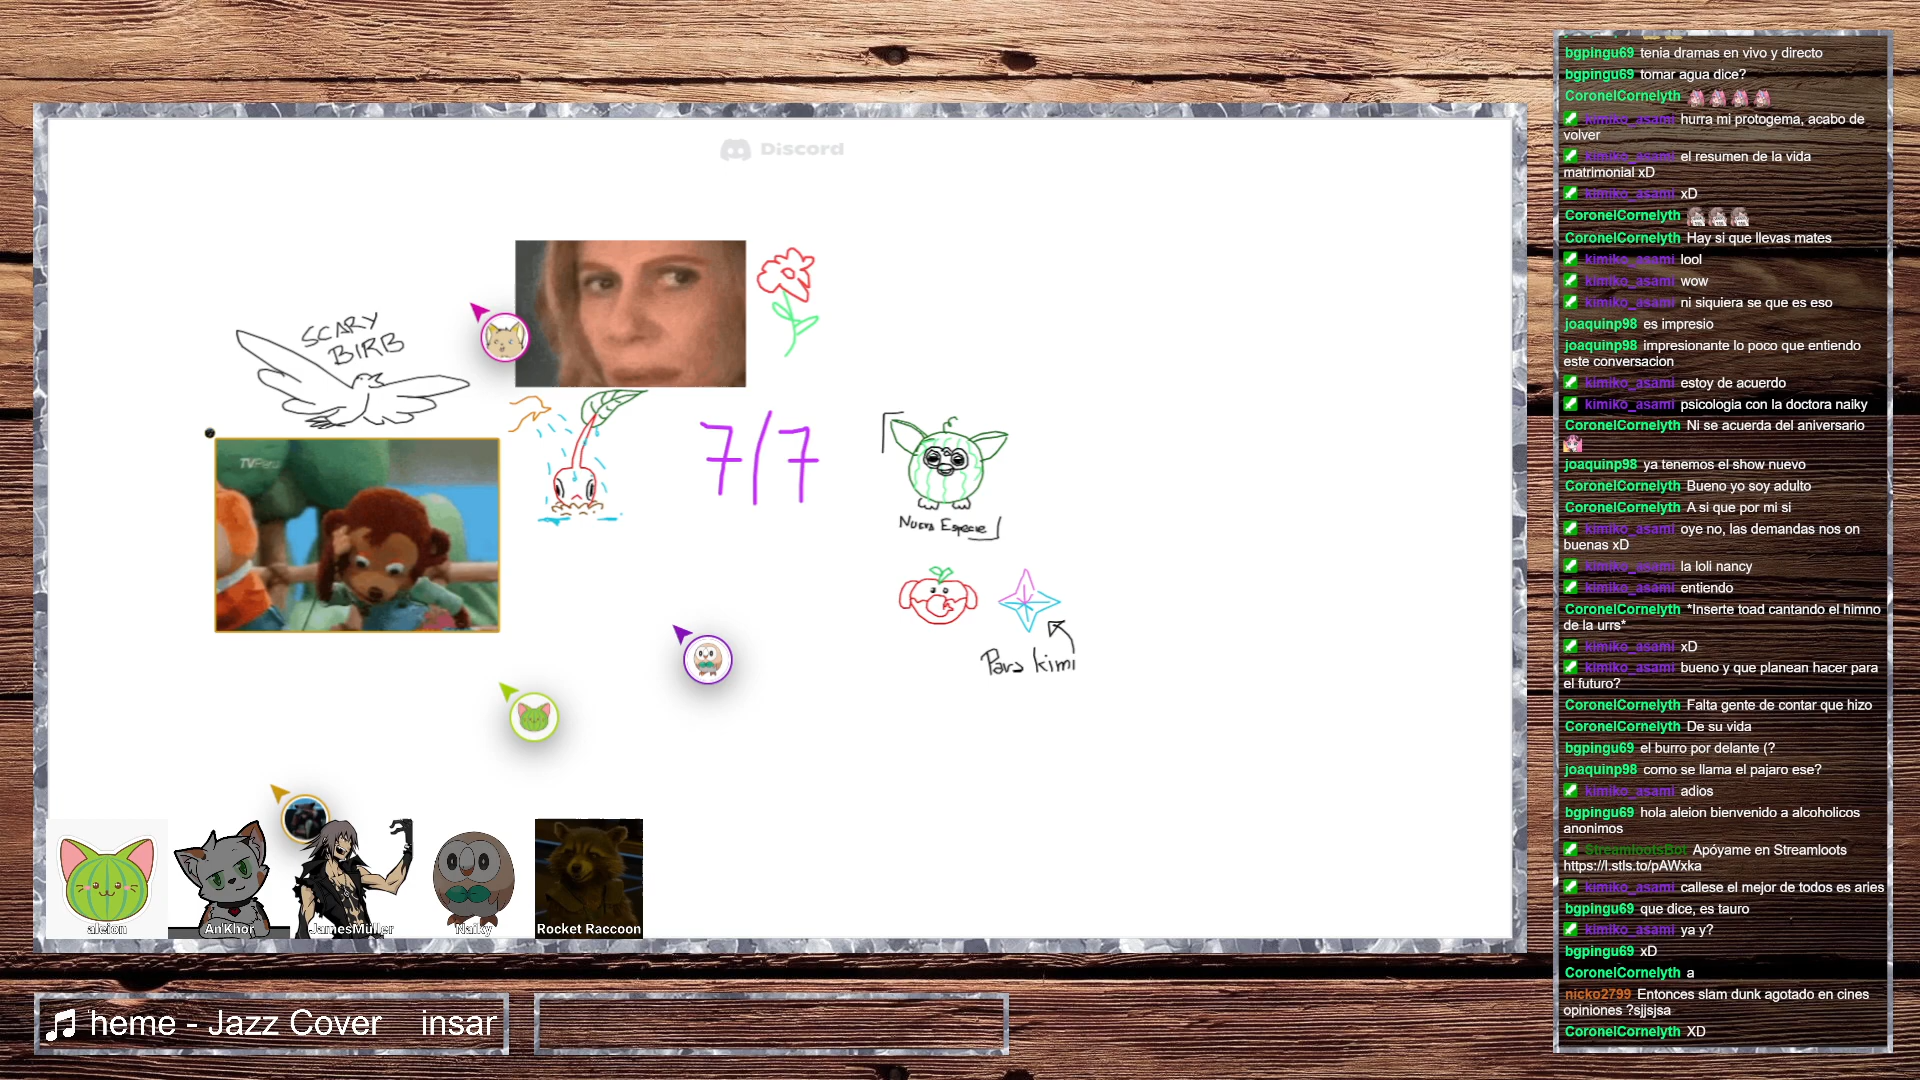 Discord
SCARY
BIRB
TVPe
7/7
Nueva Especie
Para kimi
aleion
An'Khor
JamesMüller
Naiky
Rocket Raccoon
heme - Jazz Cover insar
bgpingu69 tenia dramas en vivo y directo
bgpingu69 tomar agua dice?
CoronelCornelyth
kimiko_asami hurra mi protogema, acabo de
volver
kimiko_asami el resumen de la vida
matrimonial xD
kimiko_asami xD
CoronelCornelyth
CoronelCornelyth Hay si que llevas mates
kimiko_asami lool
kimiko_asami wow
kimiko_asami ni siquiera se que es eso
joaquinp98 es impresio
joaquinp98 impresionante lo poco que entiendo
este conversacion
kimiko_asami estoy de acuerdo
kimiko_asami psicologia con la doctora naiky
CoronelCornelyth Ni se acuerda del aniversario
joaquinp98 ya tenemos el show nuevo
CoronelCornelyth Bueno yo soy adulto
CoronelCornelyth A si que por mi si
kimiko_asami oye no, las demandas nos on
buenas xD
kimiko_asami la loli nancy
kimiko_asami entiendo
CoronelCornelyth *Inserte toad cantando el himno
de la urrs*
kimiko_asami xD
kimiko_asami bueno y que planean hacer para
el futuro?
CoronelCornelyth Falta gente de contar que hizo
CoronelCornelyth De su vida
bgpingu69 el burro por delante (?
joaquinp98 como se llama el pajaro ese?
kimiko_asami adios
bgpingu69 hola aleion bienvenido a alcoholicos
anonimos
StreamlootsBot Apóyame en Streamloots
https://l.stls.to/pAWxka
kimiko_asami callese el mejor de todos es aries
bgpingu69 que dice, es tauro
kimiko_asami ya y?
bgpingu69 xD
CoronelCornelyth a
nicko2799 Entonces slam dunk agotado en cines
opiniones ?sjjsjsa
CoronelCornelyth XD